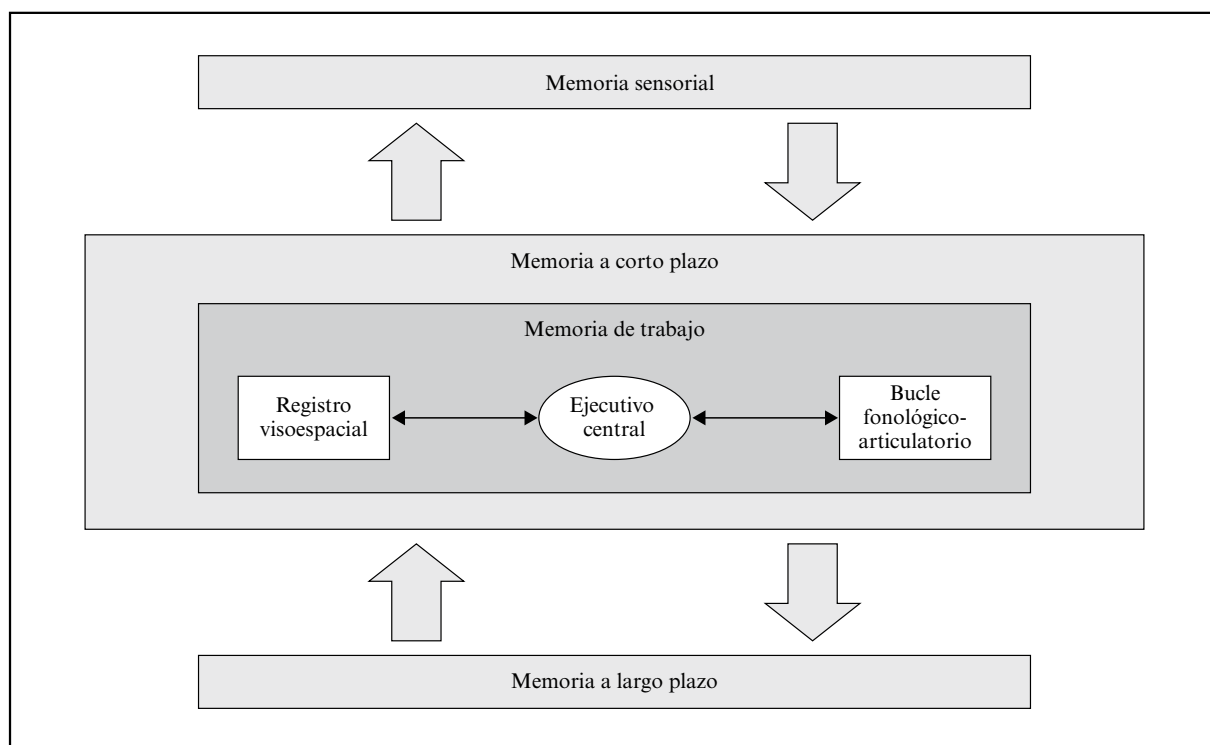 Memoria sensorial
Memoria a corto plazo
Memoria de trabajo
Registro
visoespacial
Ejecutivo
central
Bucle
fonológico-
articulatorio
Memoria a largo plazo